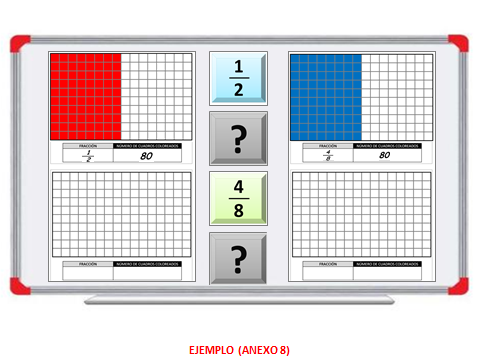 1
2
?
4
8
?
FRACCIÓN NÚMERO DE CUADROS COLOREADOS
1
2 80
FRACCIÓN NÚMERO DE CUADROS COLOREADOS
4
8 80
FRACCIÓN NÚMERO DE CUADROS COLOREADOS
FRACCIÓN NÚMERO DE CUADROS COLOREADOS
EJEMPLO (ANEXO 8)